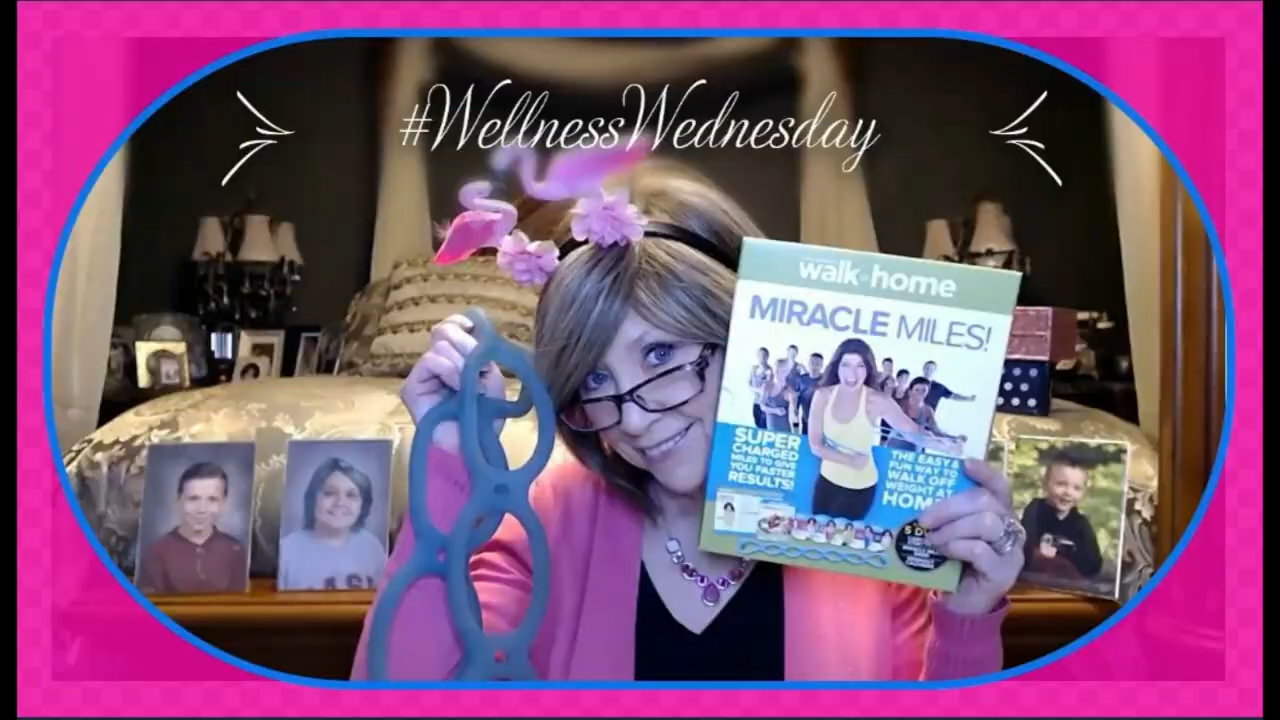 #WellnessWednesday
walk at home
MIRACLE MILES!
SUPER
CHARGED
MILES TO GIVE
YOU FASTER
RESULTS!
THE EASY &
FUN WAY TO
WALK OFF
WEIGHT AT
HOM